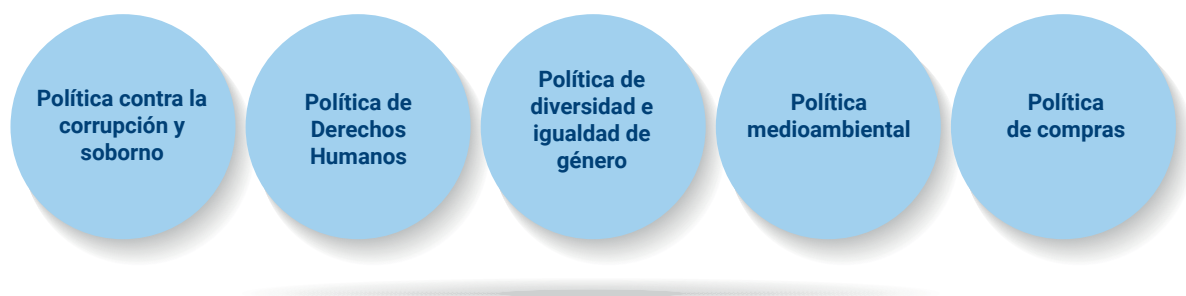 Política contra la
corrupción y
soborno
Política de
Derechos
Humanos
Política de
diversidad e
igualdad de
género
Política
medioambiental
Política
de compras